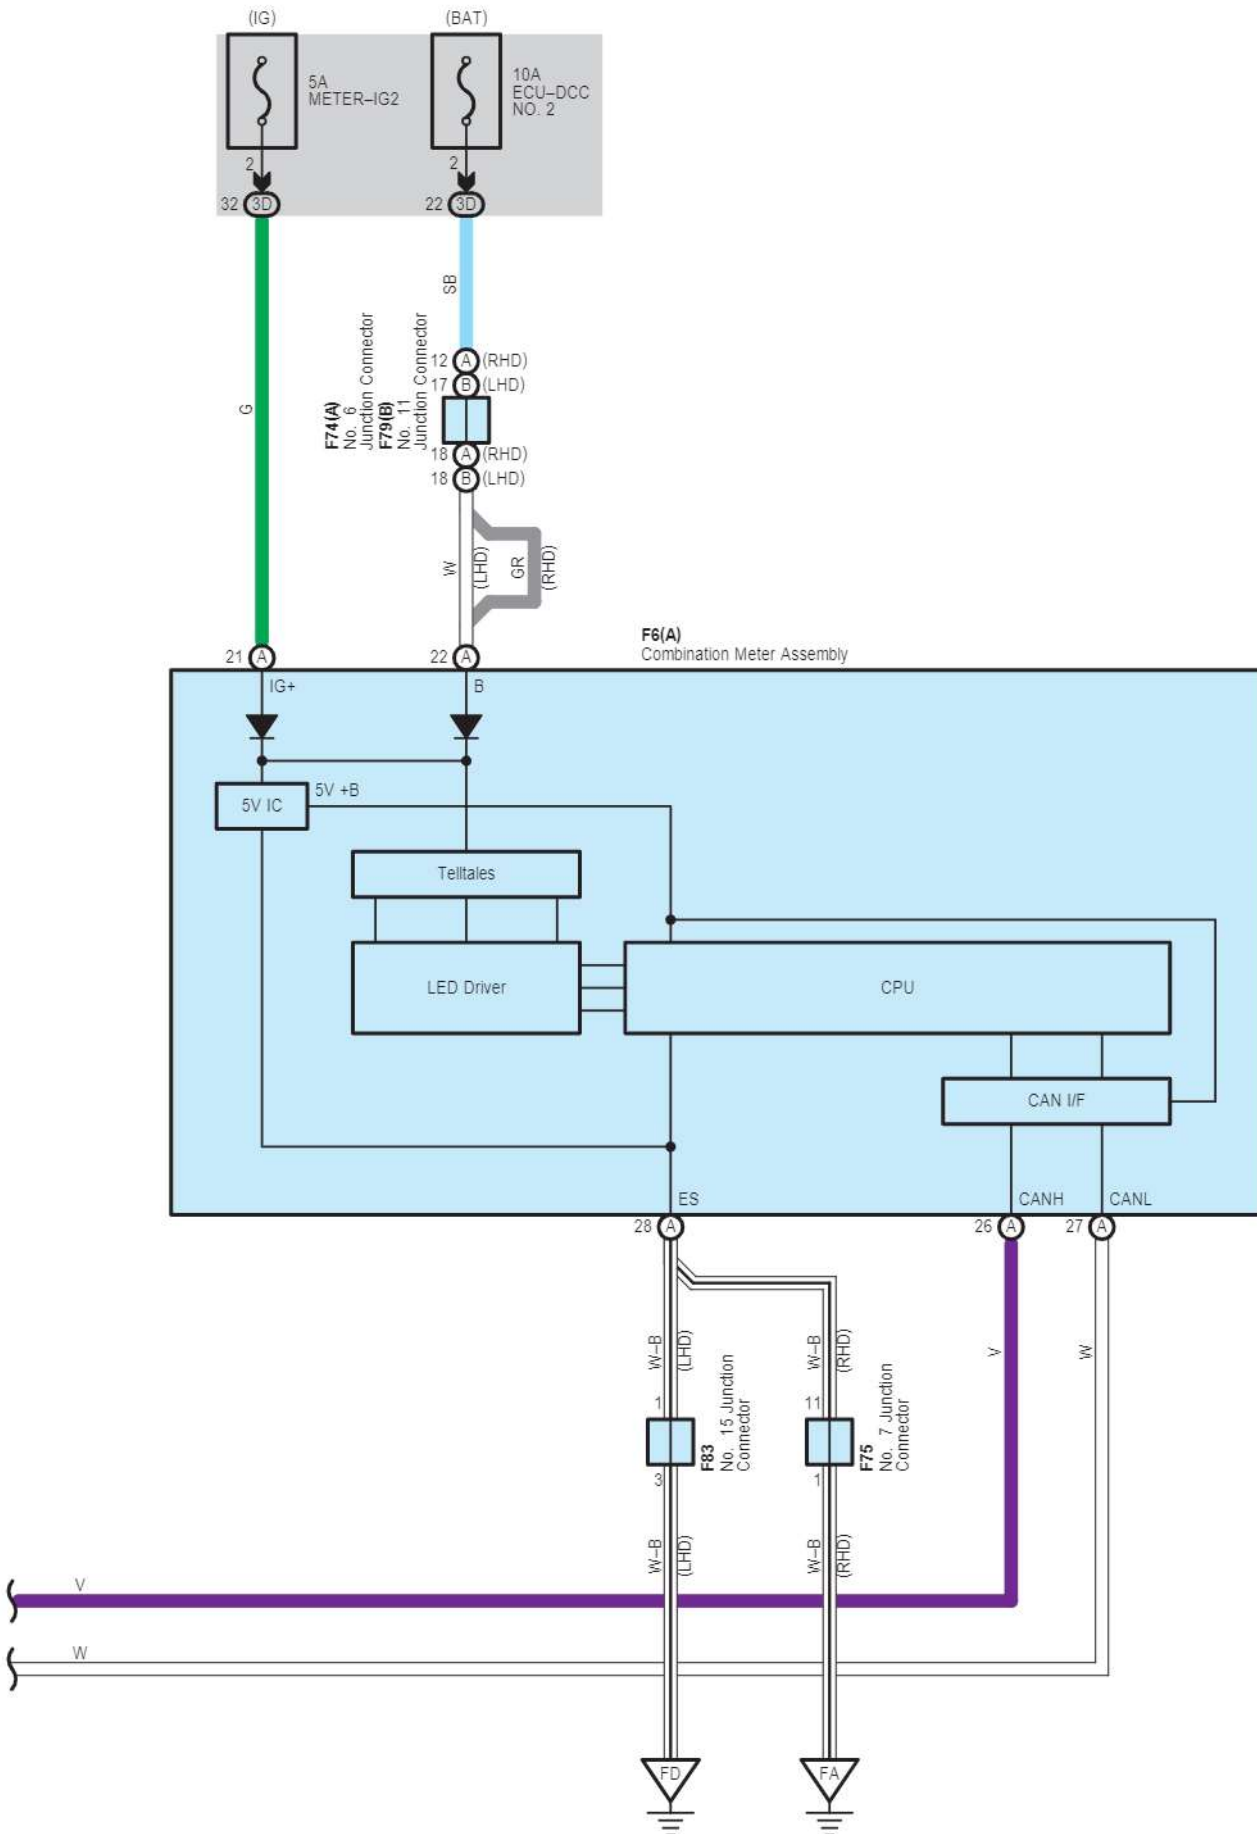 (IG)
(BAT)
5A
METER–IG2
10A
ECU–DCC
NO. 2
2
2
32 3D
22 3D
G
SB
F74(A)
No. 6
Junction Connector
F79(B)
No. 11
Junction Connector
12 A (RHD)
17 B (LHD)
18 A (RHD)
18 B (LHD)
W
(LHD)
GR
(RHD)
F6(A)
Combination Meter Assembly
21 A
22 A
IG+
B
5V IC
5V +B
Telltales
LED Driver
CPU
CAN I/F
ES
CANH
CANL
28 A
26 A
27 A
W–B
(LHD)
W–B
(RHD)
V
W
1
11
F83
No. 15 Junction
Connector
F75
No. 7 Junction
Connector
3
1
W–B
(LHD)
W–B
(RHD)
V
W
FD
FA